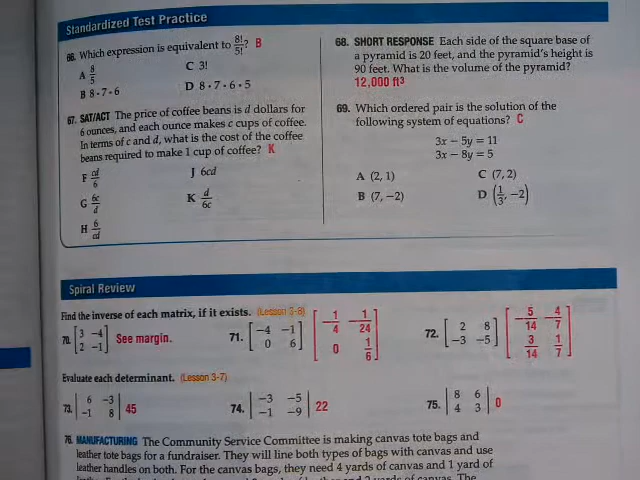 Standardized Test Practice
66. Which expression is equivalent to 8!/5!? B
A 8/5
C 3!
B 8 • 7 • 6
D 8 • 7 • 6 • 5
67. SAT/ACT The price of coffee beans is d dollars for
6 ounces, and each ounce makes c cups of coffee.
In terms of c and d, what is the cost of the coffee
beans required to make 1 cup of coffee? K
F cd/6
J 6cd
G 6c/d
K d/6c
H 6/cd
68. SHORT RESPONSE Each side of the square base of
a pyramid is 20 feet, and the pyramid's height is
90 feet. What is the volume of the pyramid?
12,000 ft³
69. Which ordered pair is the solution of the
following system of equations? C
3x − 5y = 11
3x − 8y = 5
A (2, 1)
C (7, 2)
B (7, −2)
D (1/3, −2)
Spiral Review
Find the inverse of each matrix, if it exists. (Lesson 3-8)
70. [3 −4; 2 −1] See margin.
71. [−4 −1; 0 6] [−1/4 −1/24; 0 1/6]
72. [2 8; −3 −5] [−5/14 −4/7; 3/14 1/7]
Evaluate each determinant. (Lesson 3-7)
73. |6 −3; −1 8| 45
74. |−3 −5; −1 −9| 22
75. |8 6; 4 3| 0
76. MANUFACTURING The Community Service Committee is making canvas tote bags and
leather tote bags for a fundraiser. They will line both types of bags with canvas and use
leather handles on both. For the canvas bags, they need 4 yards of canvas and 1 yard of